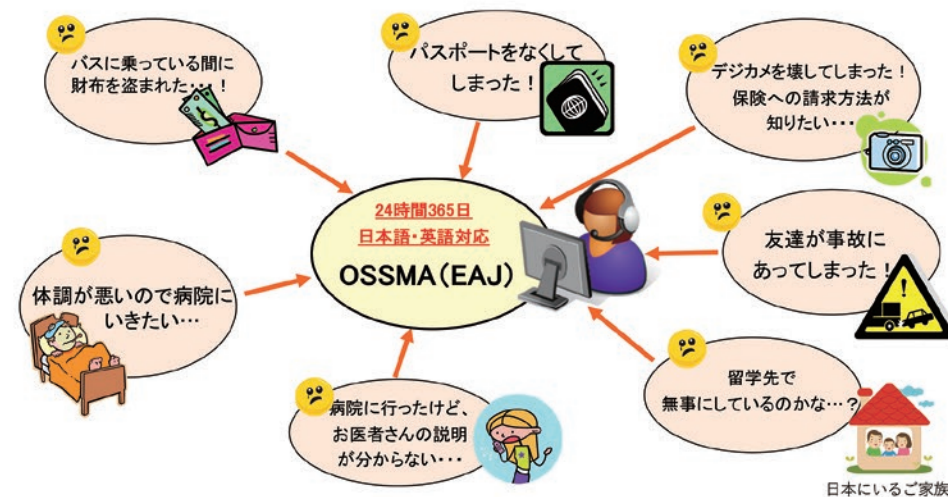 バスに乗っている間に
財布を盗まれた・・・！
パスポートをなくして
しまった！
デジカメを壊してしまった！
保険への請求方法が
知りたい・・・
24時間365日
日本語・英語対応
OSSMA（EAJ）
友達が事故に
あってしまった！
体調が悪いので病院に
いきたい…
病院に行ったけど、
お医者さんの説明
が分からない・・・
留学先で
無事にしているのかな…？
日本にいるご家族